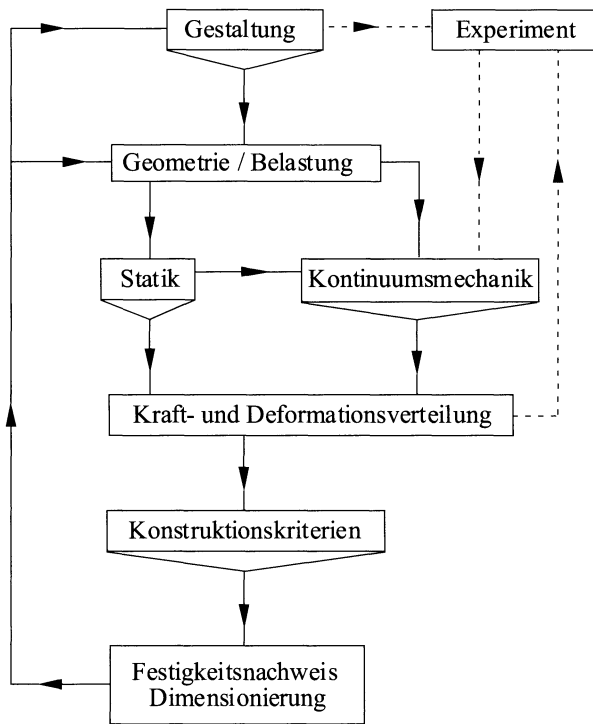 Gestaltung
Experiment
Geometrie / Belastung
Statik
Kontinuumsmechanik
Kraft- und Deformationsverteilung
Konstruktionskriterien
Festigkeitsnachweis
Dimensionierung